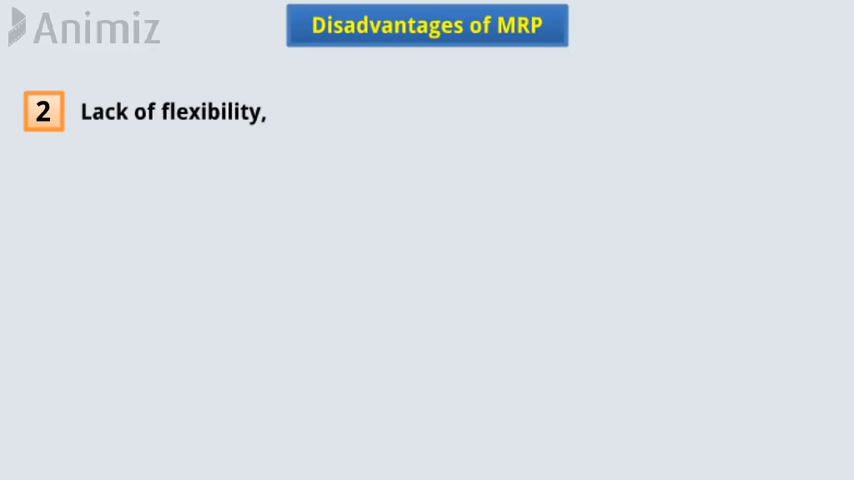 Animiz
Disadvantages of MRP
2 Lack of flexibility,